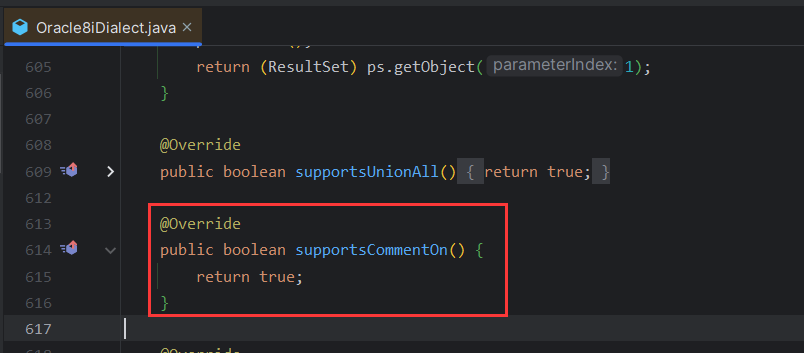 Oracle8iDialect.java
605 return (ResultSet) ps.getObject( parameterIndex: 1);
606 }
607
608 @Override
609 public boolean supportsUnionAll() { return true; }
612
613 @Override
614 public boolean supportsCommentOn() {
615 return true;
616 }
617
@Override